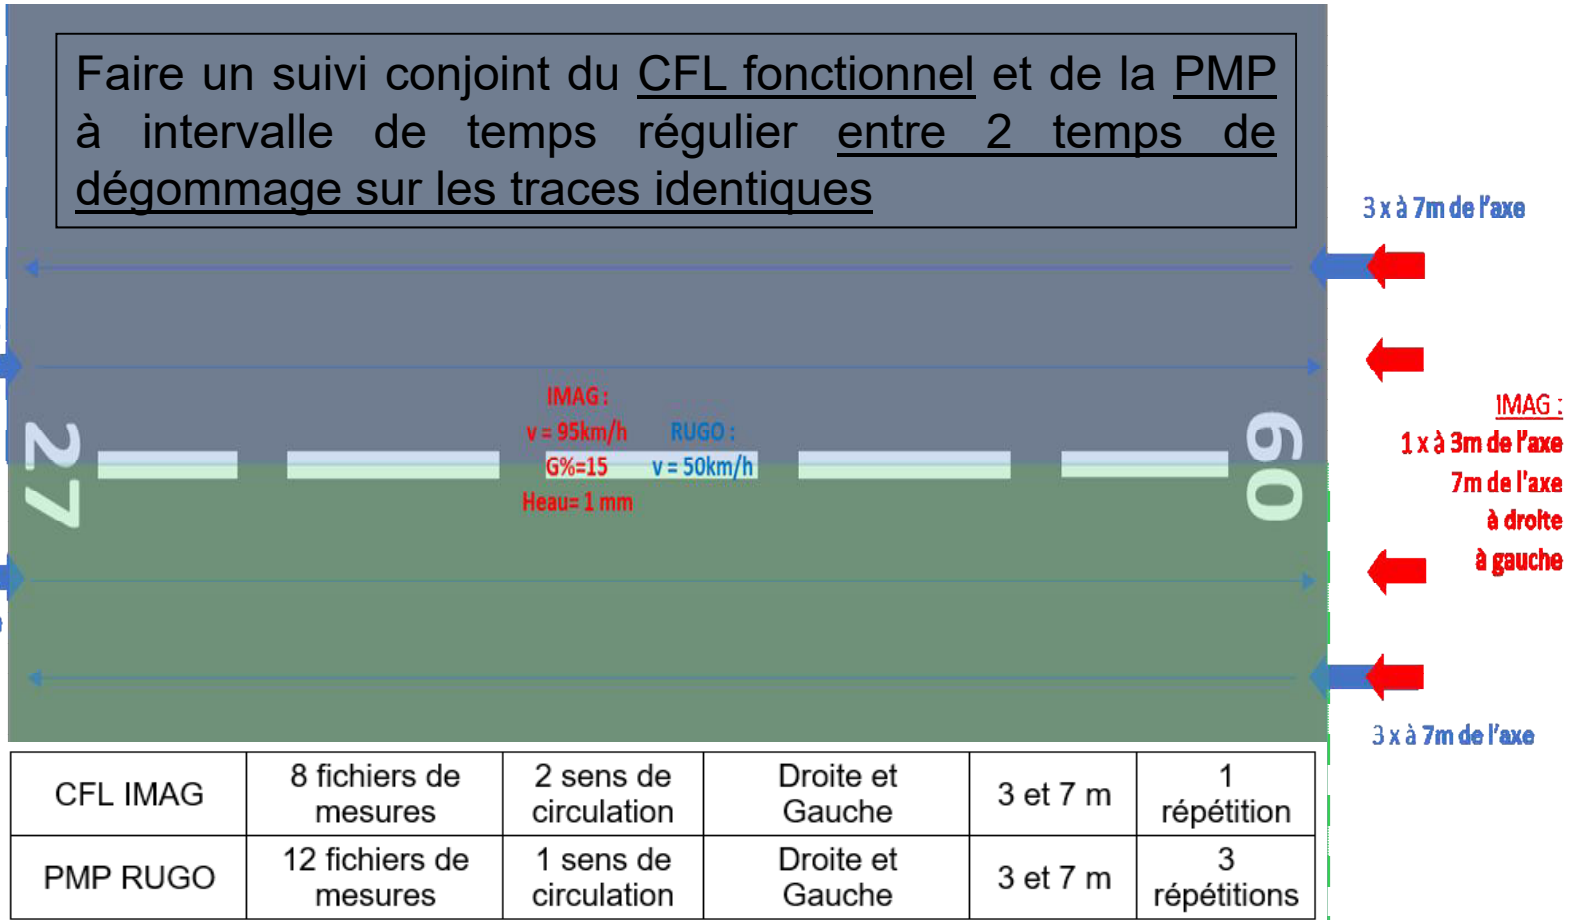 Faire un suivi conjoint du CFL fonctionnel et de la PMP
à intervalle de temps régulier entre 2 temps de
dégommage sur les traces identiques
3 x à 7m de l'axe
27
IMAG :
v = 95km/h
G%=15
Heau= 1 mm
RUGO :
v = 50km/h
60
IMAG :
1 x à 3m de l'axe
7m de l'axe
à droite
à gauche
3 x à 7m de l'axe
CFL IMAG
8 fichiers de
mesures
2 sens de
circulation
Droite et
Gauche
3 et 7 m
1
répétition
PMP RUGO
12 fichiers de
mesures
1 sens de
circulation
Droite et
Gauche
3 et 7 m
3
répétitions